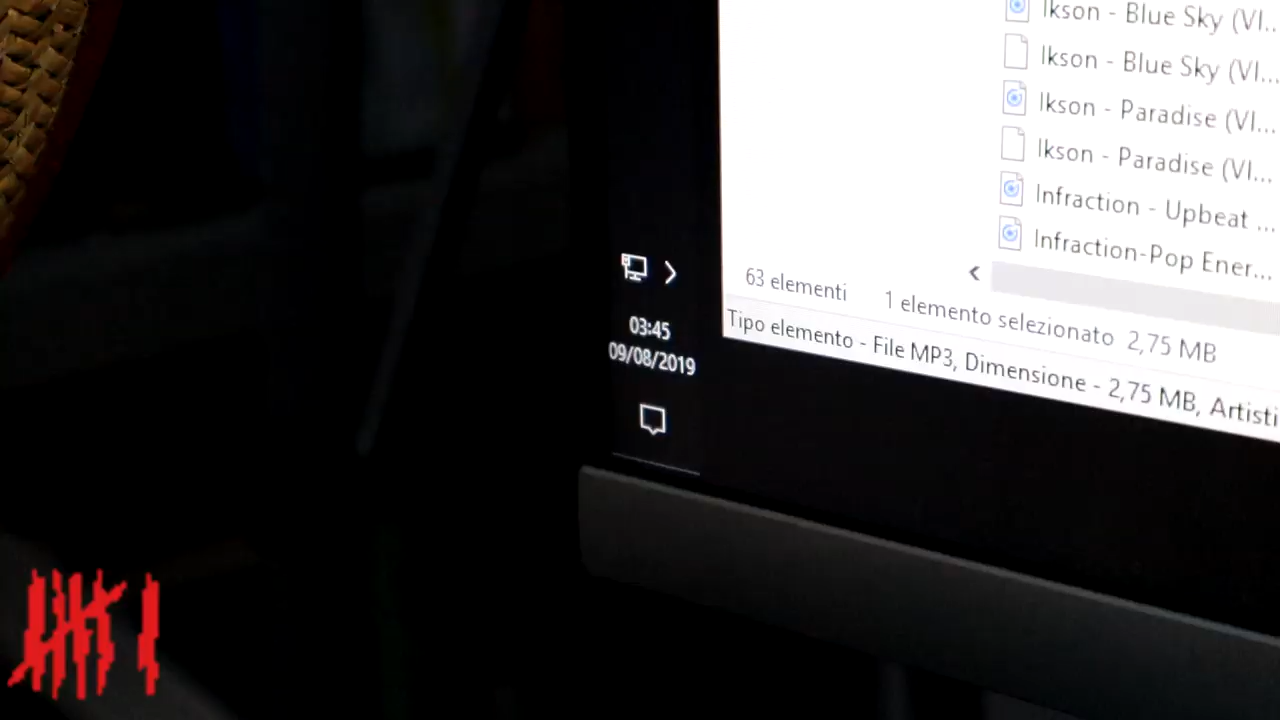 Ikson - Blue Sky (VI...
Ikson - Blue Sky (VI...
Ikson - Paradise (VI...
Ikson - Paradise (VI...
Infraction - Upbeat ...
Infraction-Pop Ener...
63 elementi 1 elemento selezionato 2,75 MB
Tipo elemento - File MP3, Dimensione - 2,75 MB, Artisti
03:45
09/08/2019